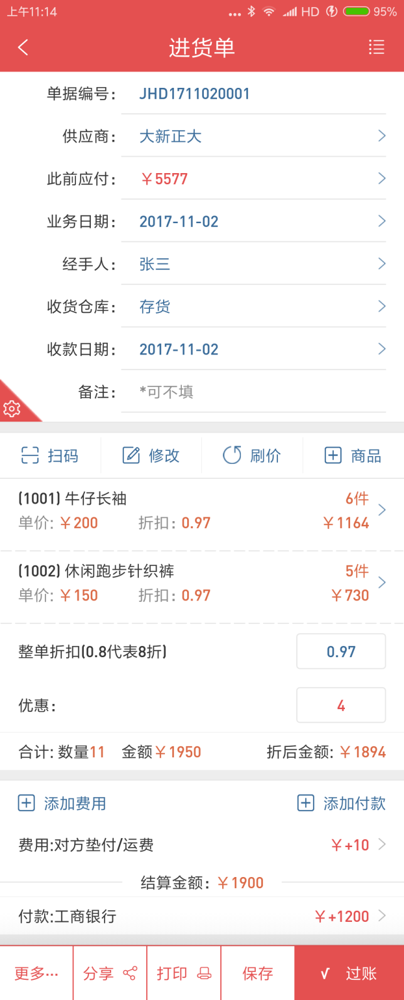 上午11:14 ... HD 95%
进货单
单据编号: JHD1711020001
供应商: 大新正大
此前应付: ￥5577
业务日期: 2017-11-02
经手人: 张三
收货仓库: 存货
收款日期: 2017-11-02
备注: *可不填
扫码 修改 刷价 商品
(1001) 牛仔长袖 6件
单价: ￥200 折扣: 0.97 ￥1164
(1002) 休闲跑步针织裤 5件
单价: ￥150 折扣: 0.97 ￥730
整单折扣(0.8代表8折) 0.97
优惠: 4
合计: 数量11 金额￥1950 折后金额: ￥1894
添加费用 添加付款
费用:对方垫付/运费 ￥+10
结算金额: ￥1900
付款:工商银行 ￥+1200
更多... 分享 打印 保存 √ 过账